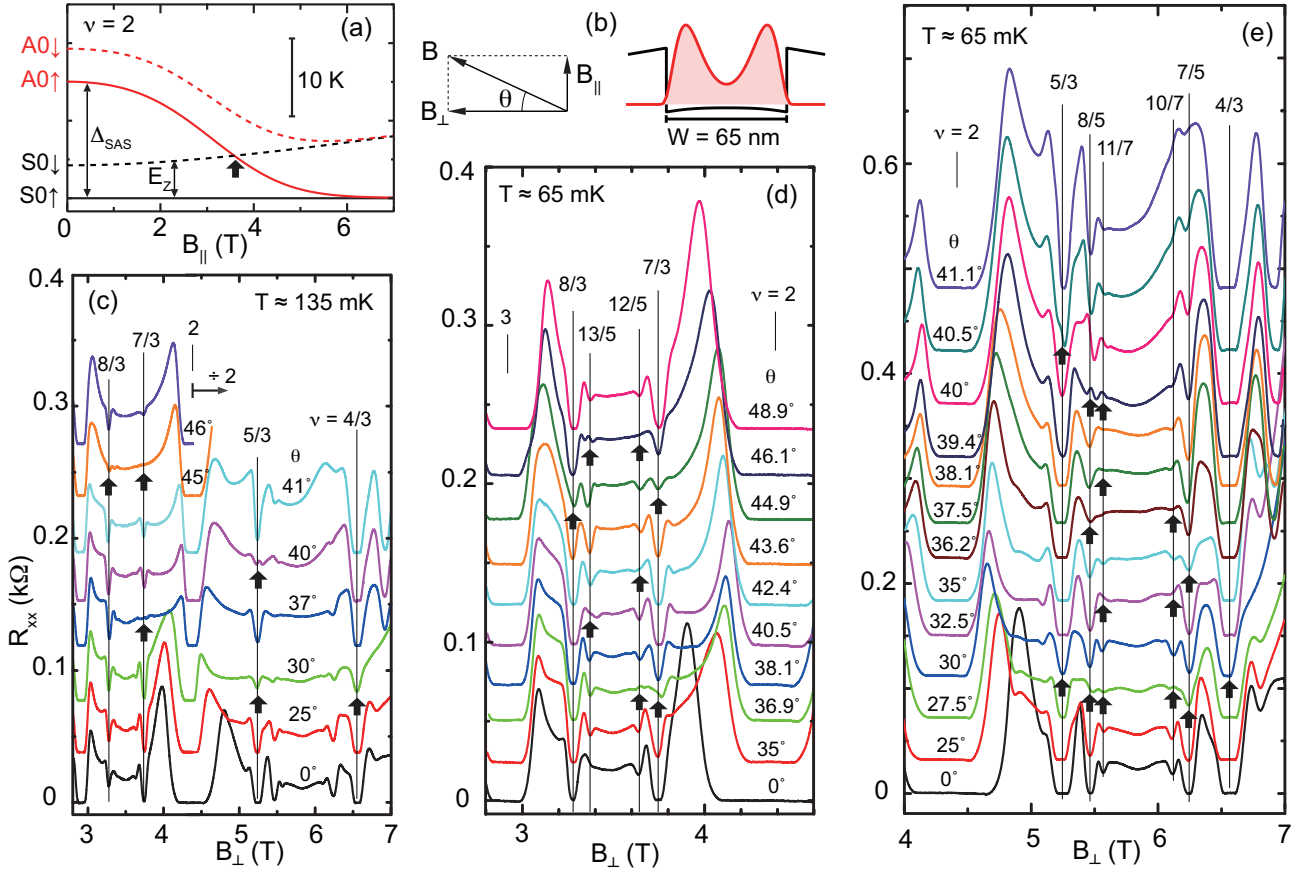 (a)
ν = 2
A0↓
A0↑
S0↓
S0↑
Δ_SAS
E_Z
10 K
0 2 4 6
B_|| (T)
(b)
B
B_⊥
B_||
θ
W = 65 nm
(c)
T ≈ 135 mK
0.4
0.3
0.2
0.1
0
R_xx (kΩ)
8/3
7/3
2
÷ 2
5/3
ν = 4/3
θ
46°
45°
41°
40°
37°
30°
25°
0°
3 4 5 6 7
B_⊥ (T)
(d)
T ≈ 65 mK
0.4
0.3
0.2
0.1
0
3
8/3
13/5
12/5
7/3
ν = 2
θ
48.9°
46.1°
44.9°
43.6°
42.4°
40.5°
38.1°
36.9°
35°
0°
3 4
B_⊥ (T)
(e)
T ≈ 65 mK
0.6
0.4
0.2
0
ν = 2
5/3
8/5
11/7
10/7
7/5
4/3
θ
41.1°
40.5°
40°
39.4°
38.1°
37.5°
36.2°
35°
32.5°
30°
27.5°
25°
0°
4 5 6 7
B_⊥ (T)